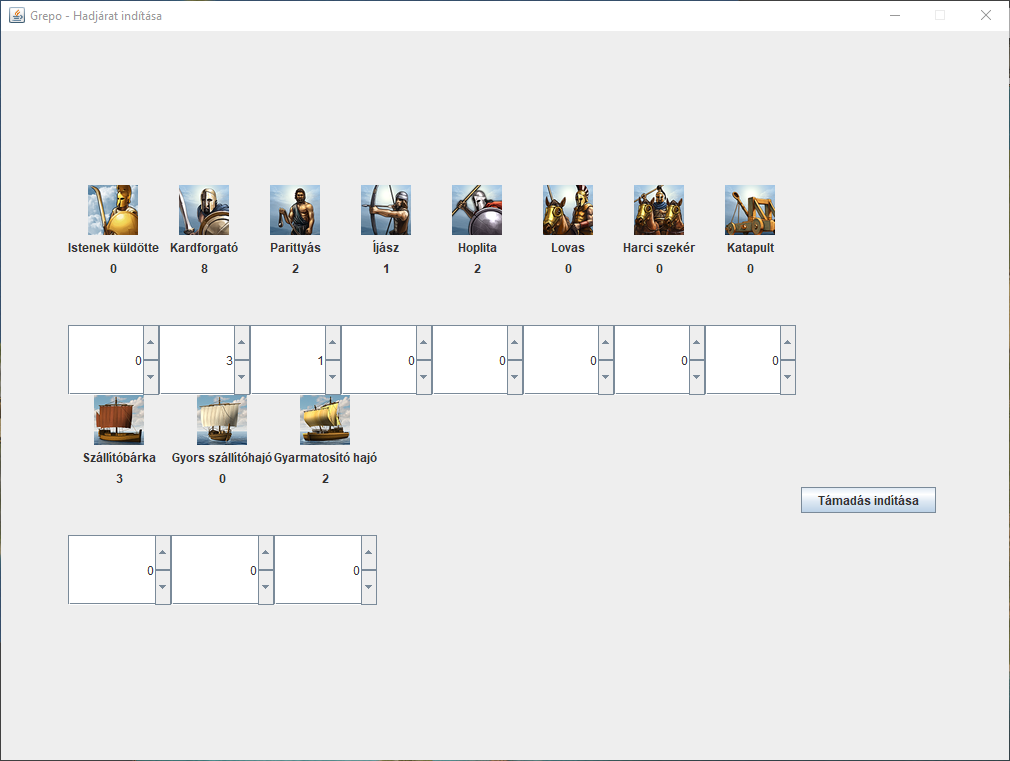 Grepo - Hadjárat indítása
Istenek küldötte Kardforgató Parittyás Íjász Hoplita Lovas Harci szekér Katapult
0 8 2 1 2 0 0 0
0 3 1 0 0 0 0 0
Szállítóbárka Gyors szállítóhajó Gyarmatosító hajó
3 0 2
Támadás indítása
0 0 0